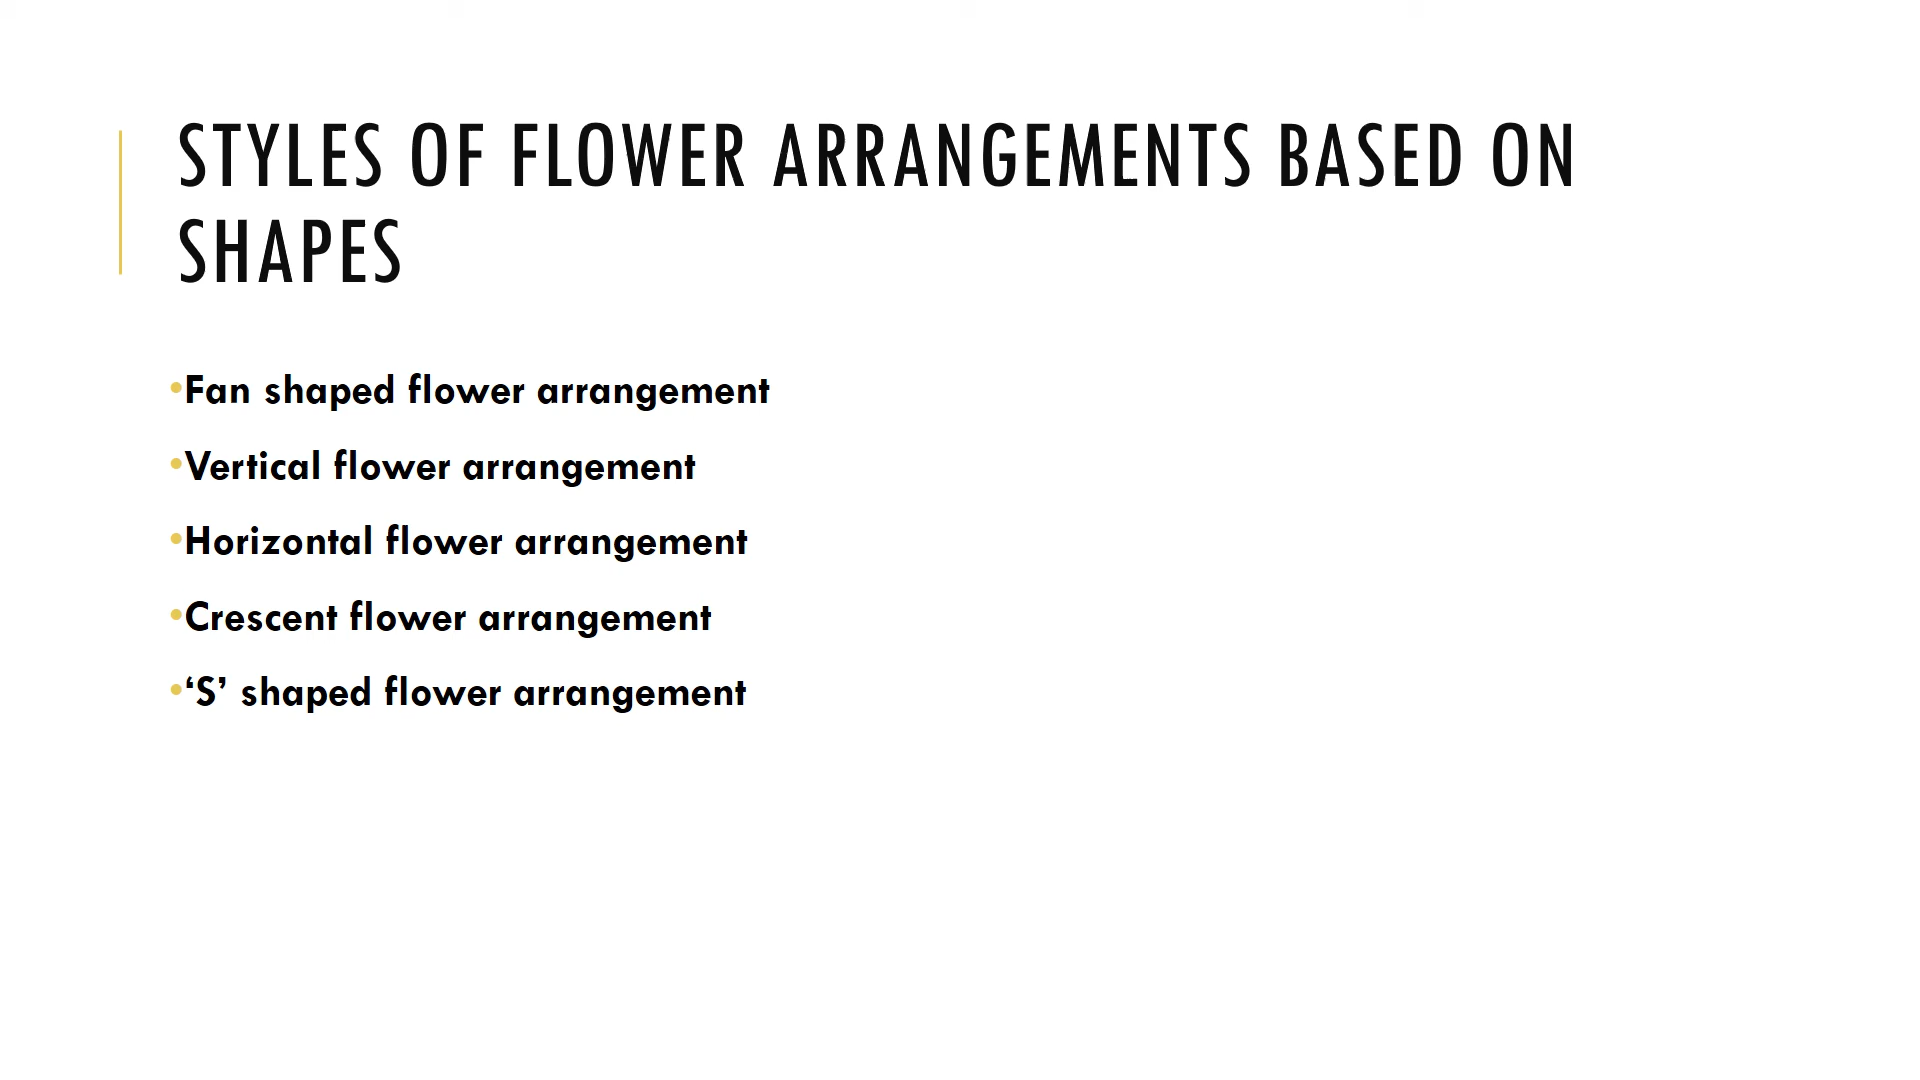 STYLES OF FLOWER ARRANGEMENTS BASED ON
SHAPES
•Fan shaped flower arrangement
•Vertical flower arrangement
•Horizontal flower arrangement
•Crescent flower arrangement
•‘S’ shaped flower arrangement